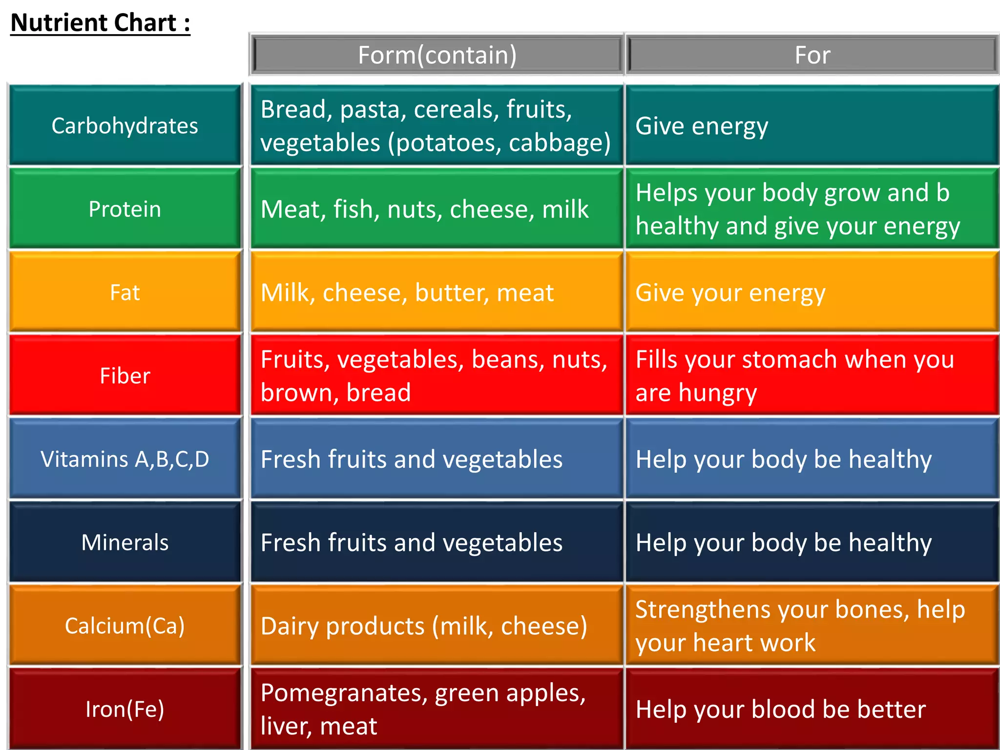 Nutrient Chart :
Form(contain)
For
Carbohydrates
Bread, pasta, cereals, fruits,
vegetables (potatoes, cabbage)
Give energy
Protein
Meat, fish, nuts, cheese, milk
Helps your body grow and b
healthy and give your energy
Fat
Milk, cheese, butter, meat
Give your energy
Fiber
Fruits, vegetables, beans, nuts,
brown, bread
Fills your stomach when you
are hungry
Vitamins A,B,C,D
Fresh fruits and vegetables
Help your body be healthy
Minerals
Fresh fruits and vegetables
Help your body be healthy
Calcium(Ca)
Dairy products (milk, cheese)
Strengthens your bones, help
your heart work
Iron(Fe)
Pomegranates, green apples,
liver, meat
Help your blood be better